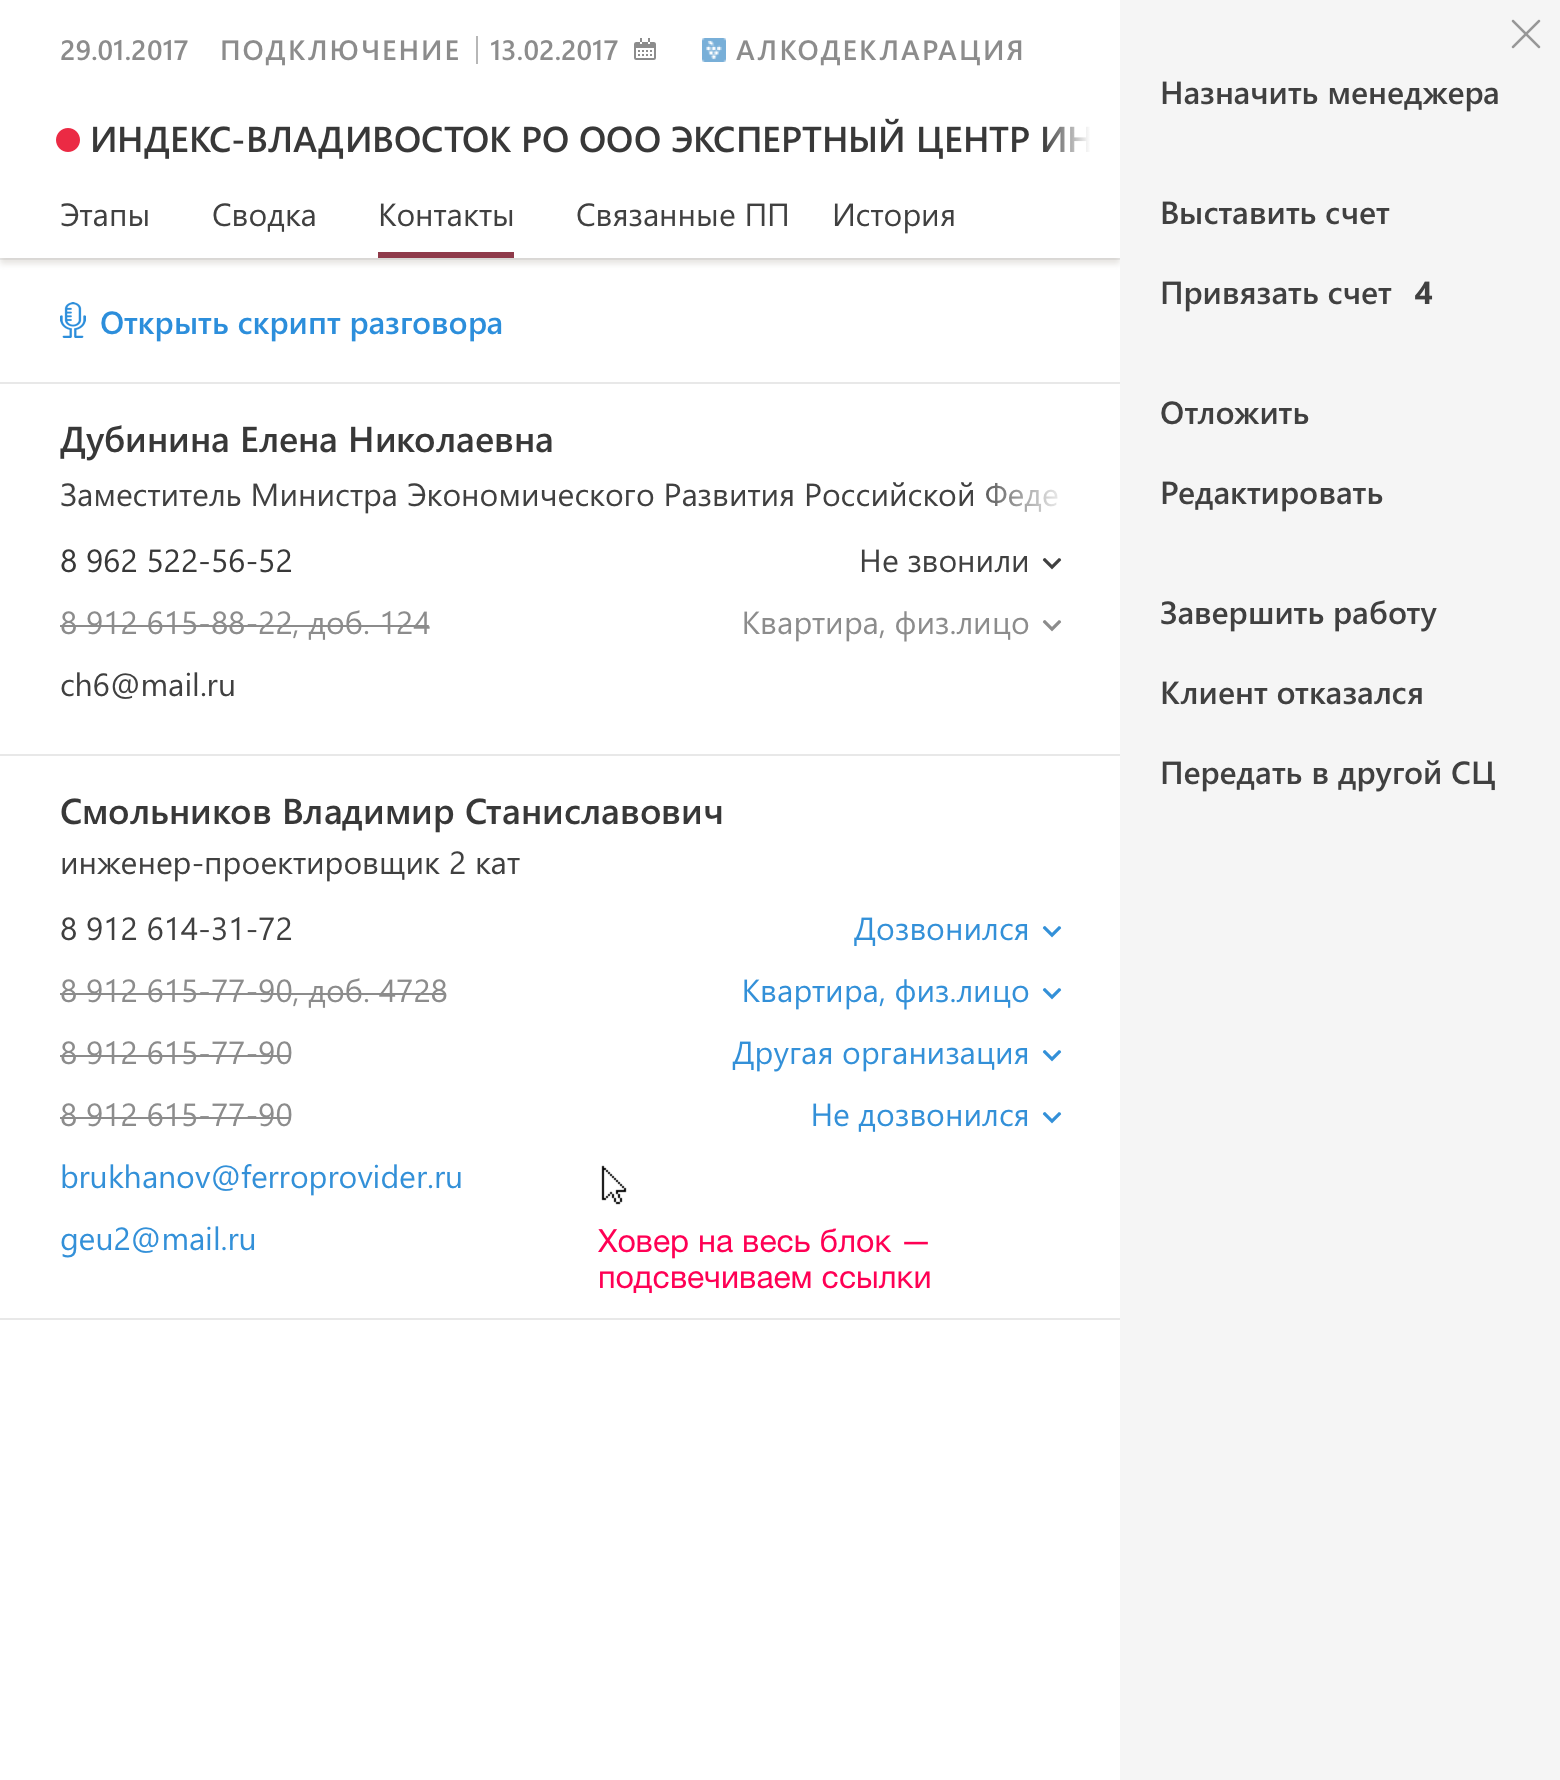 29.01.2017 ПОДКЛЮЧЕНИЕ | 13.02.2017 АЛКОДЕКЛАРАЦИЯ
ИНДЕКС-ВЛАДИВОСТОК РО ООО ЭКСПЕРТНЫЙ ЦЕНТР ИН
Этапы Сводка Контакты Связанные ПП История
Открыть скрипт разговора
Дубинина Елена Николаевна
Заместитель Министра Экономического Развития Российской Феде
8 962 522-56-52 Не звонили
8 912 615-88-22, доб. 124 Квартира, физ.лицо
ch6@mail.ru
Смольников Владимир Станиславович
инженер-проектировщик 2 кат
8 912 614-31-72 Дозвонился
8 912 615-77-90, доб. 4728 Квартира, физ.лицо
8 912 615-77-90 Другая организация
8 912 615-77-90 Не дозвонился
brukhanov@ferroprovider.ru
geu2@mail.ru
Ховер на весь блок —
подсвечиваем ссылки
Назначить менеджера
Выставить счет
Привязать счет 4
Отложить
Редактировать
Завершить работу
Клиент отказался
Передать в другой СЦ